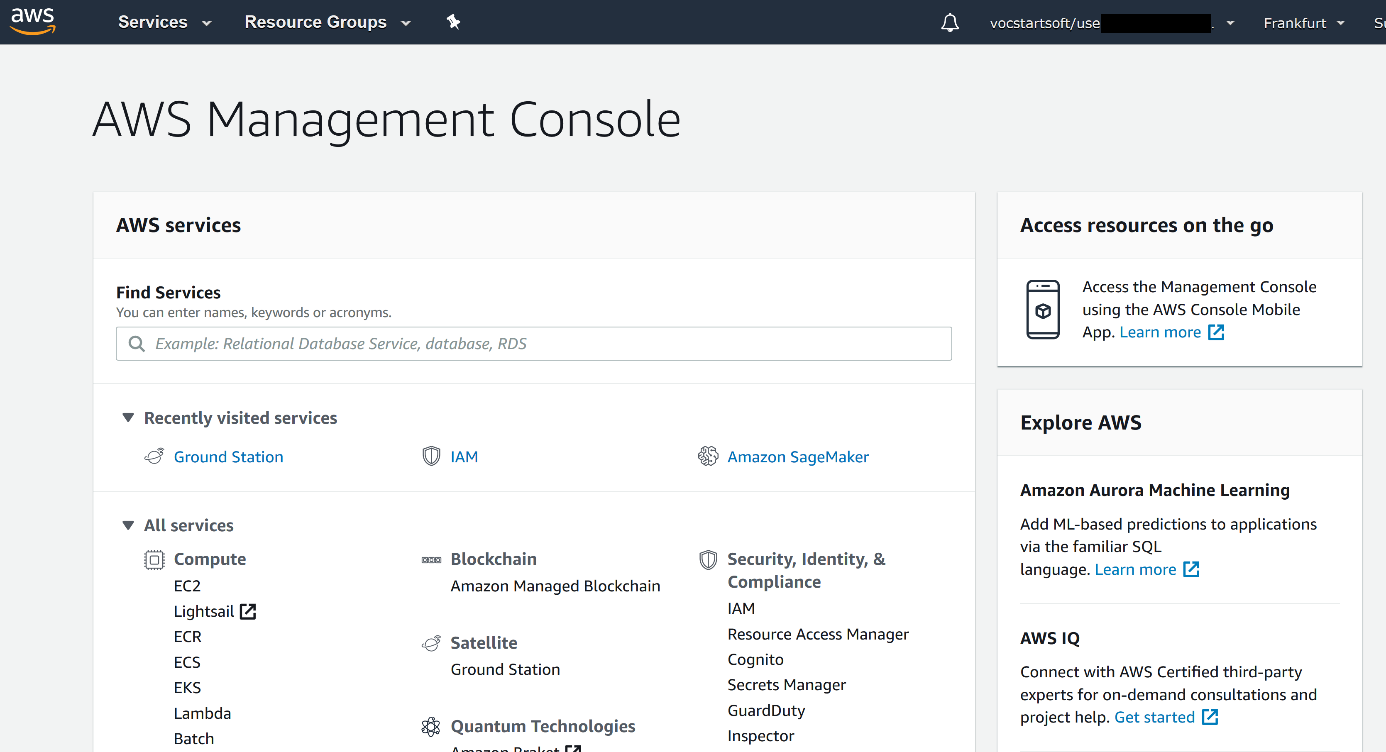 aws
Services
Resource Groups
vocstartsoft/use
Frankfurt
AWS Management Console
AWS services
Find Services
You can enter names, keywords or acronyms.
Example: Relational Database Service, database, RDS
Recently visited services
Ground Station
IAM
Amazon SageMaker
All services
Compute
EC2
Lightsail
ECR
ECS
EKS
Lambda
Batch
Blockchain
Amazon Managed Blockchain
Satellite
Ground Station
Quantum Technologies
Amazon Braket
Security, Identity, &
Compliance
IAM
Resource Access Manager
Cognito
Secrets Manager
GuardDuty
Inspector
Access resources on the go
Access the Management Console
using the AWS Console Mobile
App. Learn more
Explore AWS
Amazon Aurora Machine Learning
Add ML-based predictions to applications
via the familiar SQL
language. Learn more
AWS IQ
Connect with AWS Certified third-party
experts for on-demand consultations and
project help. Get started